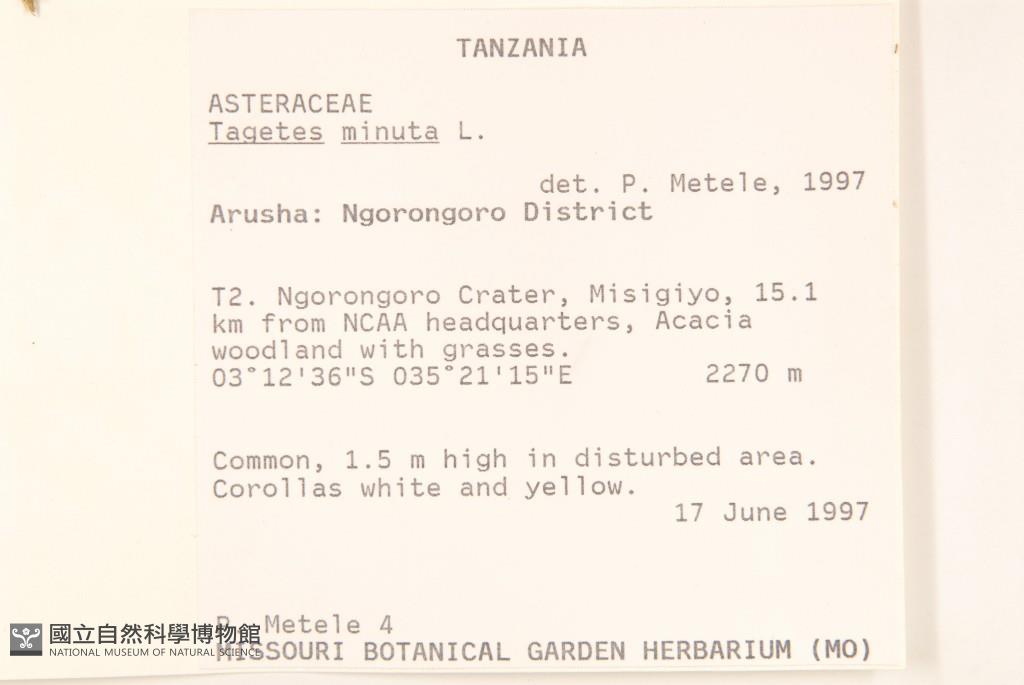 TANZANIA
ASTERACEAE
Tagetes minuta L.
det. P. Metele, 1997
Arusha: Ngorongoro District
T2. Ngorongoro Crater, Misigiyo, 15.1
km from NCAA headquarters, Acacia
woodland with grasses.
03°12'36"S 035°21'15"E 2270 m
Common, 1.5 m high in disturbed area.
Corollas white and yellow.
17 June 1997
P. Metele 4
MISSOURI BOTANICAL GARDEN HERBARIUM (MO)
國立自然科學博物館
NATIONAL MUSEUM OF NATURAL SCIENCE